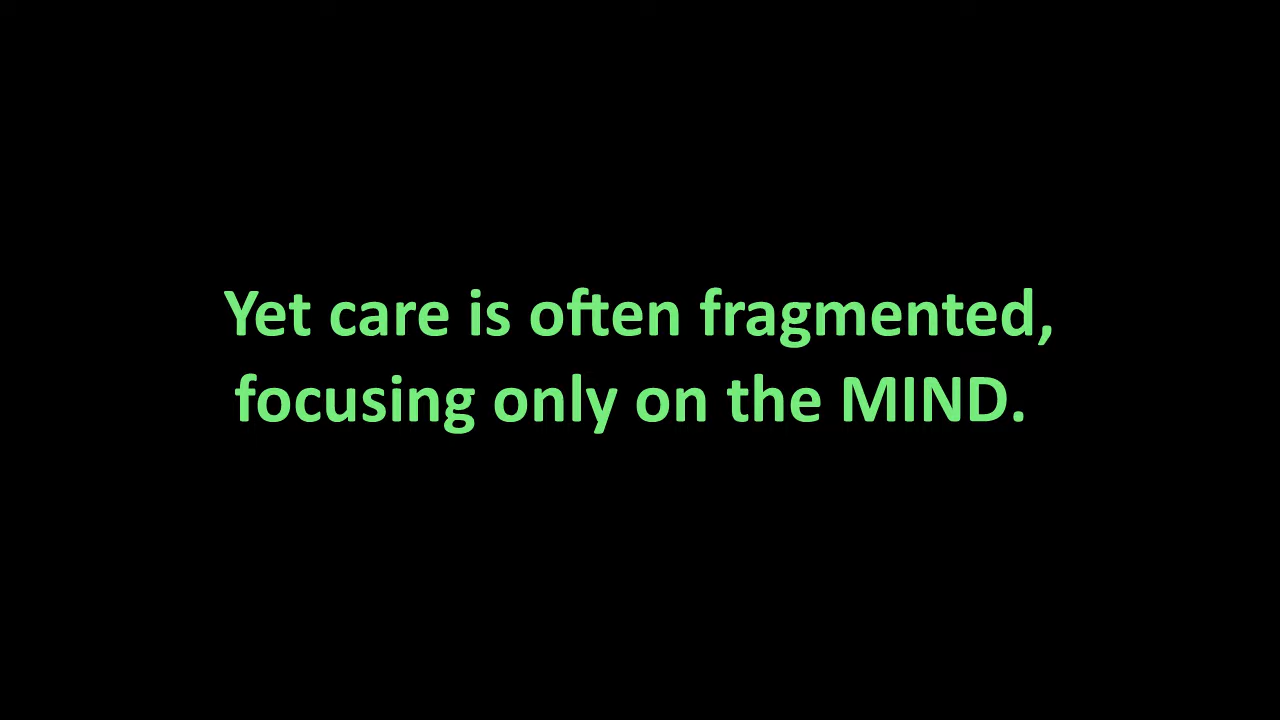 Yet care is often fragmented,
focusing only on the MIND.